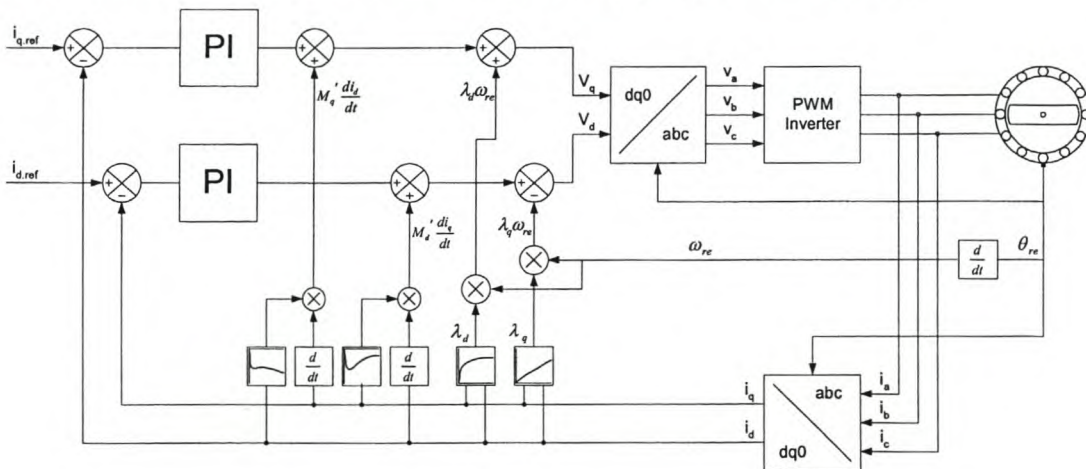 i_q.ref
PI
M_q' di_d/dt
λ_d ω_re
V_q
V_d
dq0
abc
v_a
v_b
v_c
PWM
Inverter
i_d.ref
PI
M_d' di_q/dt
λ_q ω_re
ω_re
d/dt
θ_re
λ_d
λ_q
d/dt
d/dt
i_q
i_d
abc
dq0
i_a
i_b
i_c